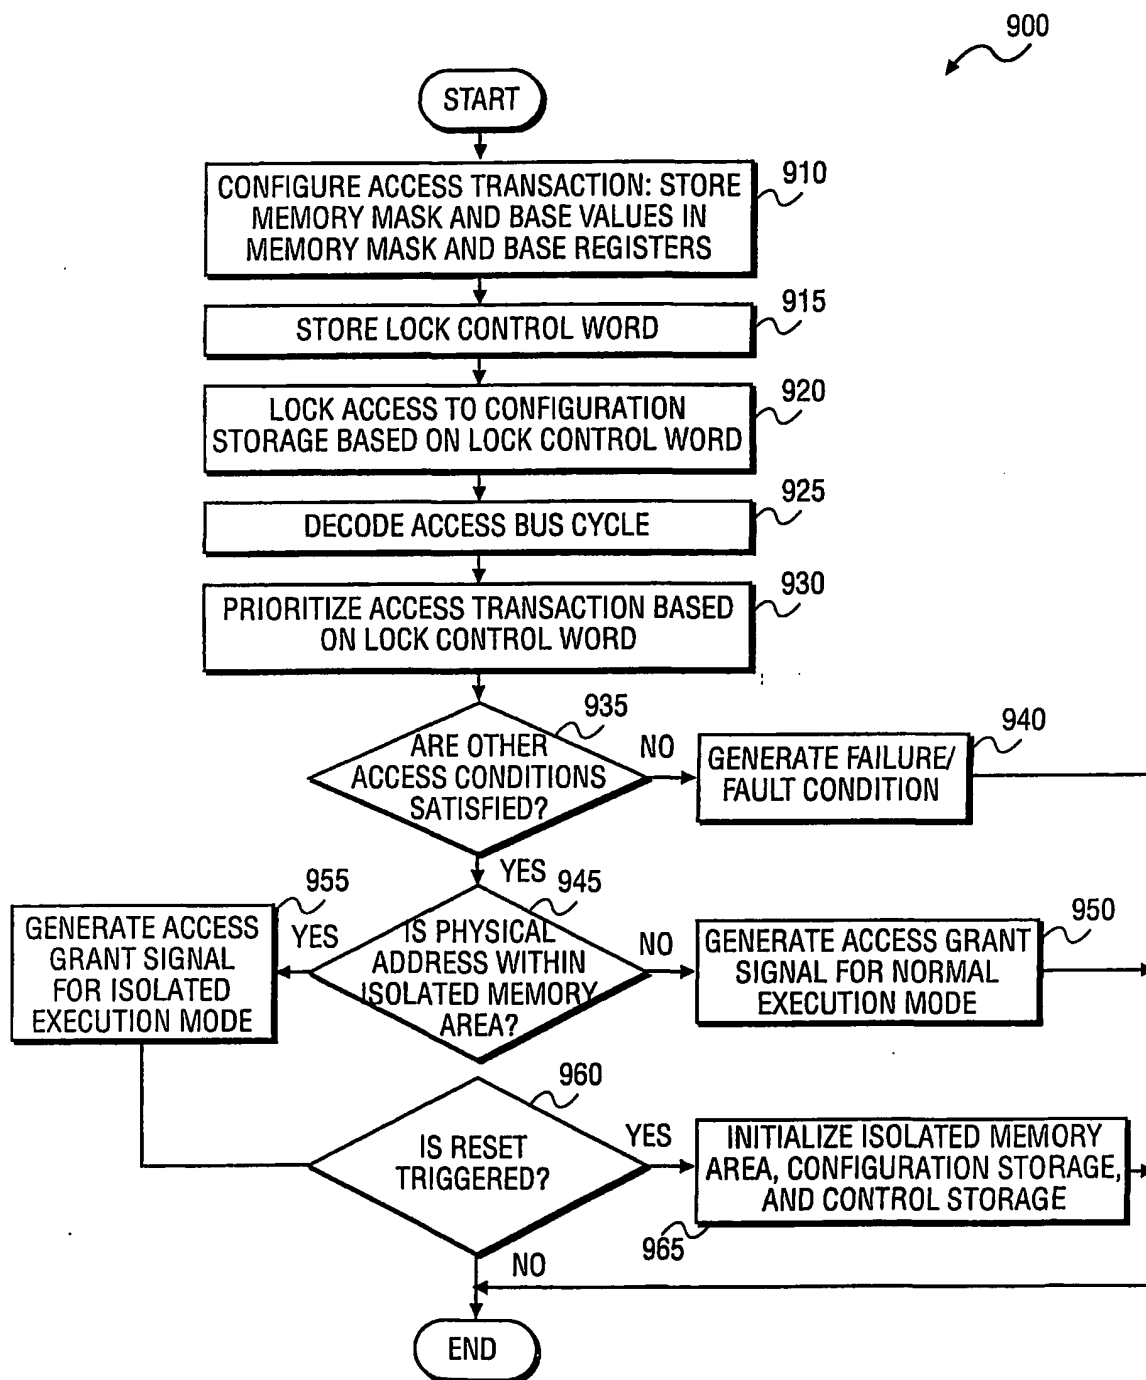 900
START
CONFIGURE ACCESS TRANSACTION: STORE
MEMORY MASK AND BASE VALUES IN
MEMORY MASK AND BASE REGISTERS
910
STORE LOCK CONTROL WORD
915
LOCK ACCESS TO CONFIGURATION
STORAGE BASED ON LOCK CONTROL WORD
920
DECODE ACCESS BUS CYCLE
925
PRIORITIZE ACCESS TRANSACTION BASED
ON LOCK CONTROL WORD
930
ARE OTHER
ACCESS CONDITIONS
SATISFIED?
935
NO
GENERATE FAILURE/
FAULT CONDITION
940
YES
IS PHYSICAL
ADDRESS WITHIN
ISOLATED MEMORY
AREA?
945
YES
GENERATE ACCESS
GRANT SIGNAL
FOR ISOLATED
EXECUTION MODE
955
NO
GENERATE ACCESS GRANT
SIGNAL FOR NORMAL
EXECUTION MODE
950
IS RESET
TRIGGERED?
960
YES
INITIALIZE ISOLATED MEMORY
AREA, CONFIGURATION STORAGE,
AND CONTROL STORAGE
965
NO
END